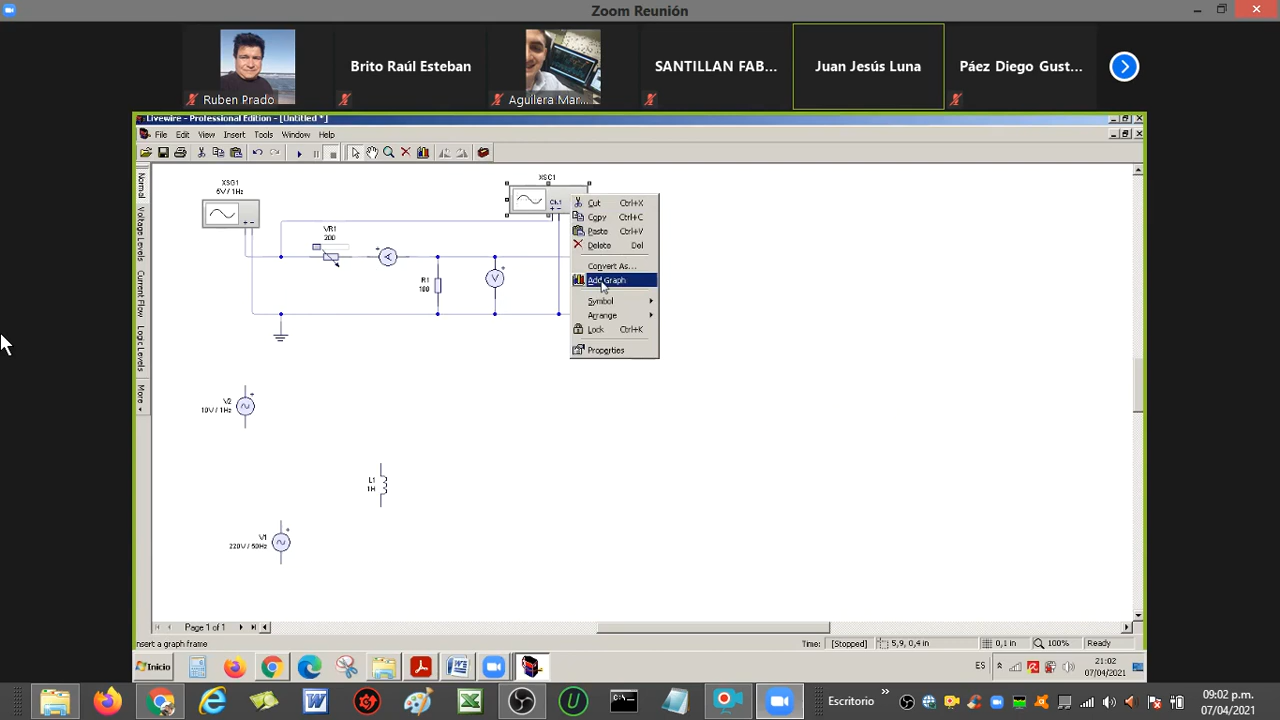 Zoom Reunión
Ruben Prado
Brito Raúl Esteban
Aguilera Mar...
SANTILLAN FAB...
Juan Jesús Luna
Páez Diego Gust...
Livewire - Professional Edition - [Untitled *]
File Edit View Insert Tools Window Help
Normal
Voltage Levels
Current Flow
Logic Levels
More
XSG1
6V / 1Hz
XSC1
Ch1
VR1
200
A
R1
100
V
Cut Ctrl+X
Copy Ctrl+C
Paste Ctrl+V
Delete Del
Convert As...
Add Graph
Symbol
Arrange
Lock Ctrl+K
Properties
V2
10V / 1Hz
L1
1H
V1
220V / 50Hz
Page 1 of 1
nsert a graph frame
Time: [Stopped] 5,9, 0,4 in 0,1 in 100% Ready
Inicio
ES
21:02
07/04/2021
Escritorio
09:02 p.m.
07/04/2021